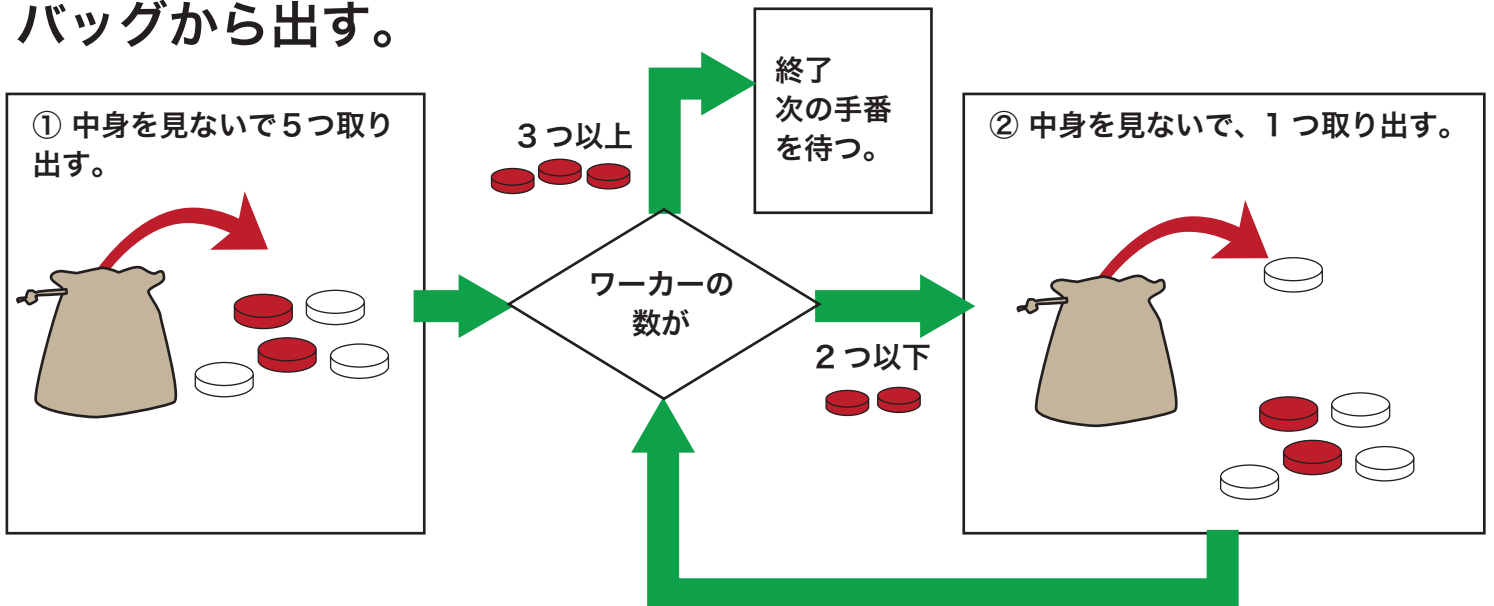 バッグから出す。
① 中身を見ないで５つ取り
出す。
３つ以上
終了
次の手番
を待つ。
ワーカーの
数が
２つ以下
② 中身を見ないで、１つ取り出す。